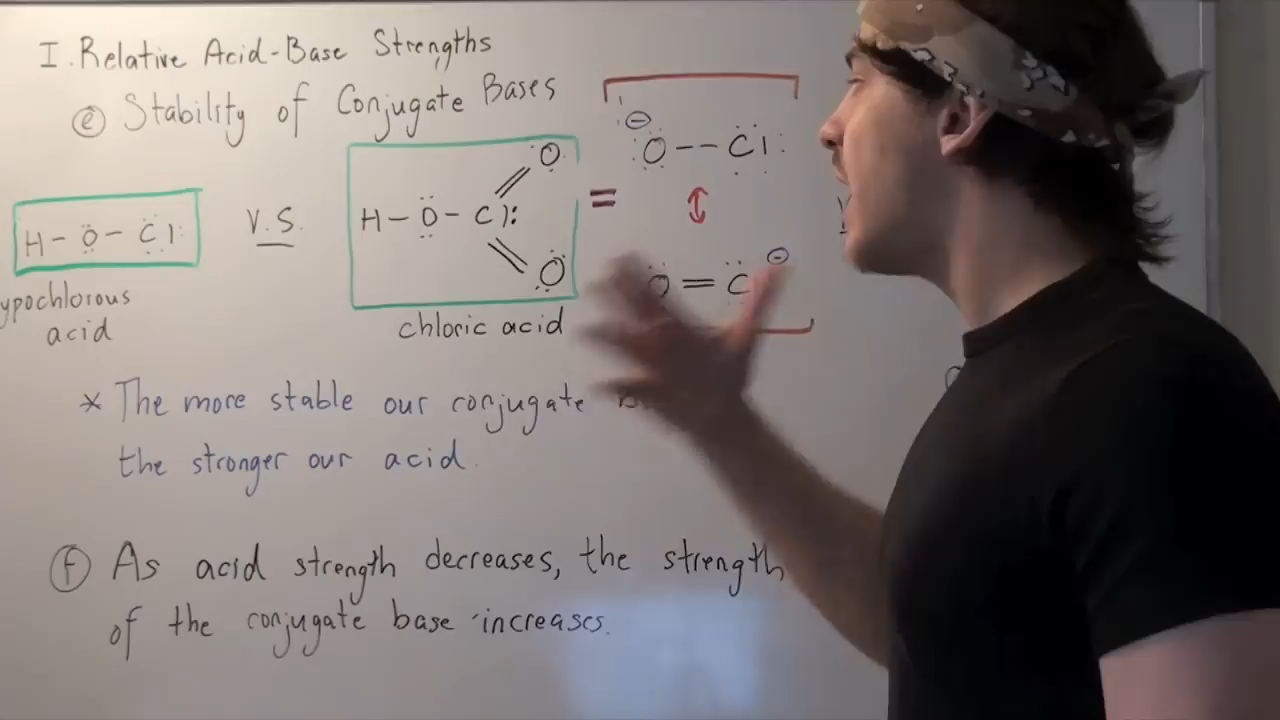 I. Relative Acid-Base Strengths
ⓔ Stability of Conjugate Bases
H-O-Cl
hypochlorous
acid
V.S.
H-O-Cl:
O
O
chloric acid
=
⊖
O--Cl:
↕
O=C
⊖
* The more stable our conjugate
the stronger our acid.
ⓕ As acid strength decreases, the strength
of the conjugate base increases.